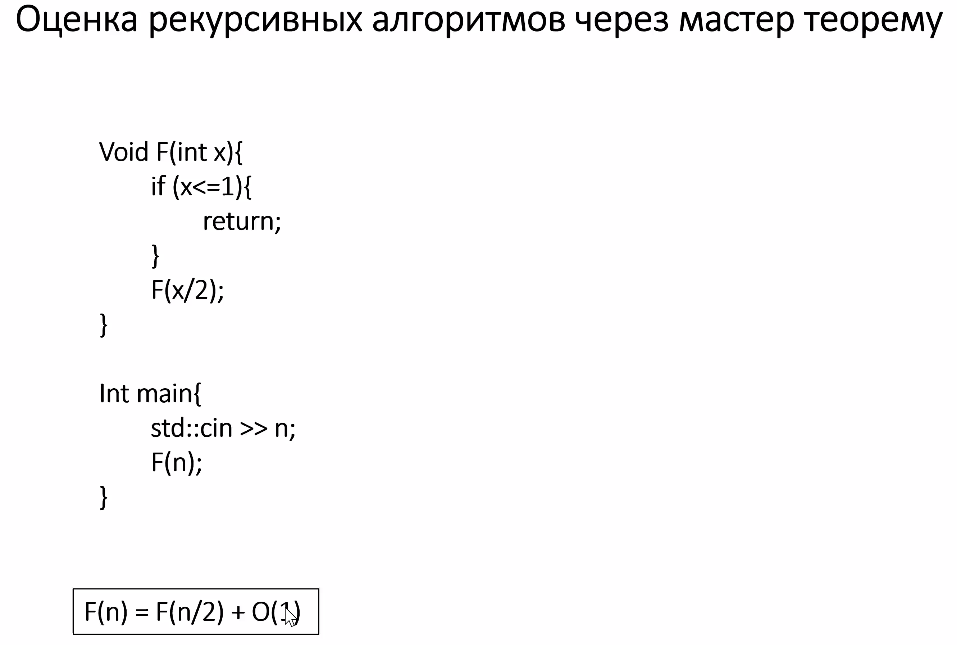 Оценка рекурсивных алгоритмов через мастер теорему
Void F(int x){
if (x<=1){
return;
}
F(x/2);
}
Int main{
std::cin >> n;
F(n);
}
F(n) = F(n/2) + O(1)